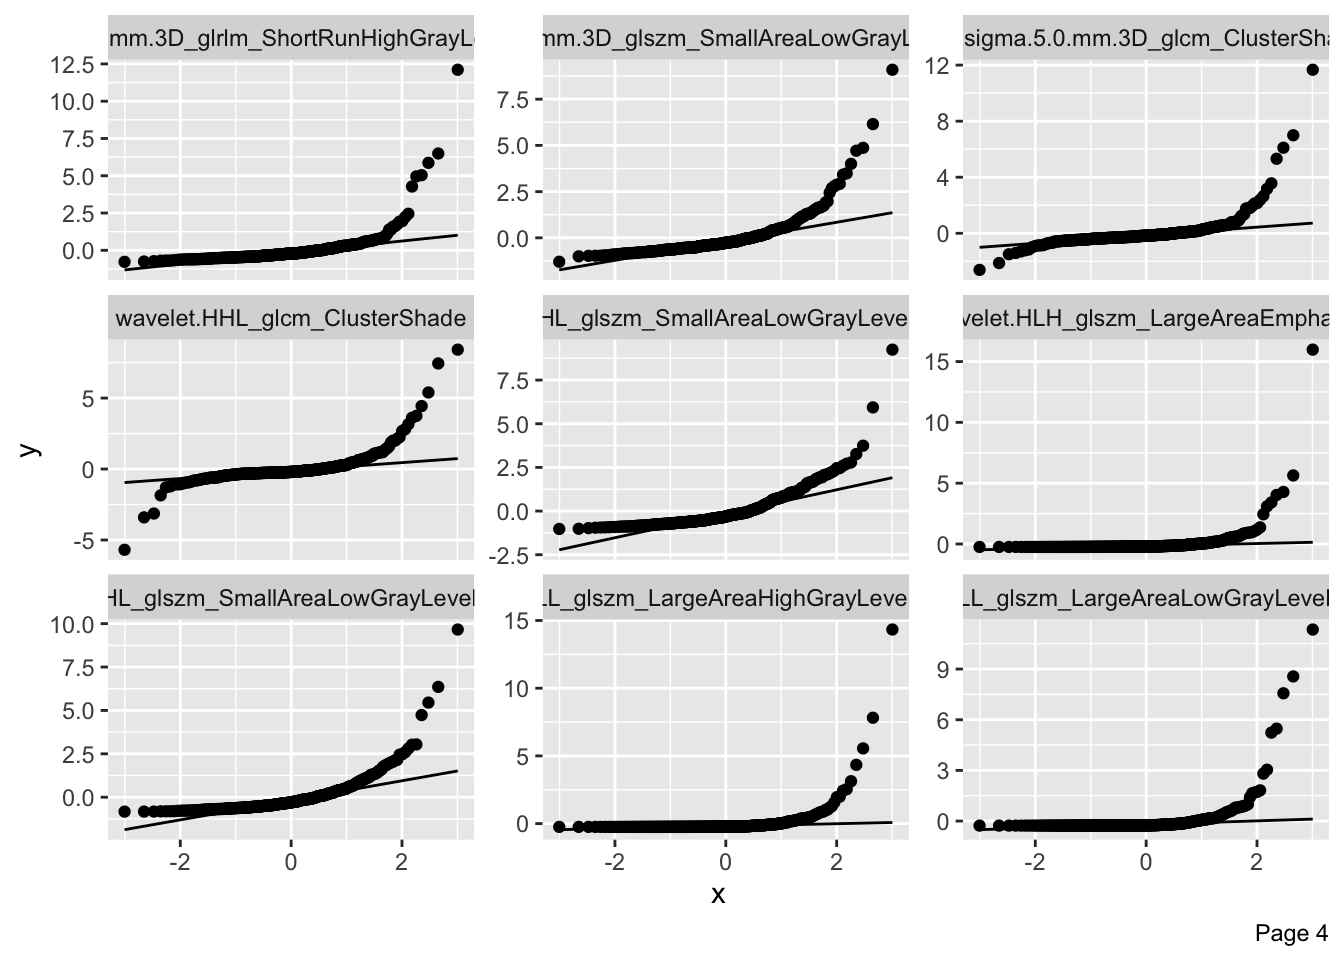 mm.3D_glrlm_ShortRunHighGrayL
mm.3D_glszm_SmallAreaLowGrayL
sigma.5.0.mm.3D_glcm_ClusterSha
12.5
10.0
7.5
5.0
2.5
0.0
7.5
5.0
2.5
0.0
12
8
4
0
wavelet.HHL_glcm_ClusterShade
HL_glszm_SmallAreaLowGrayLeve
velet.HLH_glszm_LargeAreaEmpha
5
0
-5
7.5
5.0
2.5
0.0
-2.5
15
10
5
0
y
HL_glszm_SmallAreaLowGrayLevel
LL_glszm_LargeAreaHighGrayLeve
LL_glszm_LargeAreaLowGrayLevel
10.0
7.5
5.0
2.5
0.0
15
10
5
0
9
6
3
0
-2 0 2
-2 0 2
-2 0 2
x
Page 4